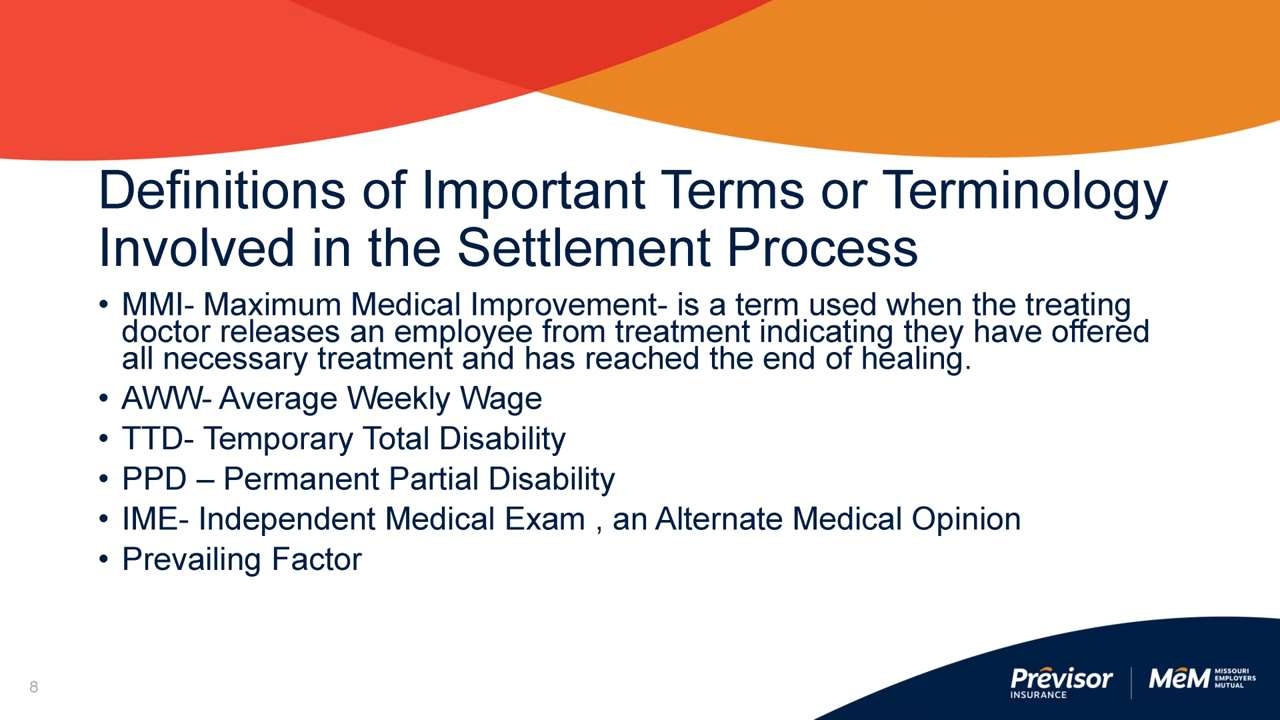 Definitions of Important Terms or Terminology
Involved in the Settlement Process
• MMI- Maximum Medical Improvement- is a term used when the treating
doctor releases an employee from treatment indicating they have offered
all necessary treatment and has reached the end of healing.
• AWW- Average Weekly Wage
• TTD- Temporary Total Disability
• PPD – Permanent Partial Disability
• IME- Independent Medical Exam , an Alternate Medical Opinion
• Prevailing Factor
8
Prēvisor
INSURANCE
MēM
MISSOURI
EMPLOYERS
MUTUAL